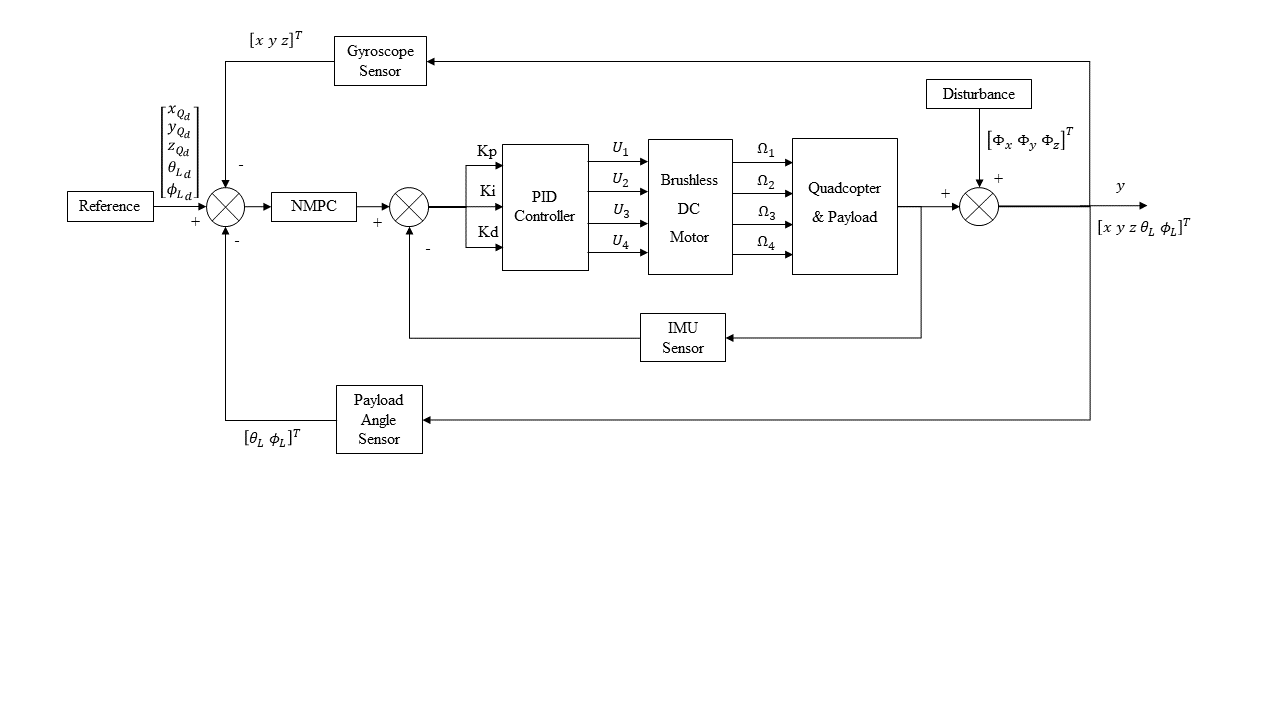 [x y z]^T
Gyroscope
Sensor
Disturbance
[Φ_x Φ_y Φ_z]^T
x_{Q_d}
y_{Q_d}
z_{Q_d}
θ_{L_d}
ϕ_{L_d}
Reference
+
-
-
NMPC
+
-
Kp
Ki
Kd
PID
Controller
U_1
U_2
U_3
U_4
Brushless
DC
Motor
Ω_1
Ω_2
Ω_3
Ω_4
Quadcopter
& Payload
+
+
y
[x y z θ_L ϕ_L]^T
IMU
Sensor
Payload
Angle
Sensor
[θ_L ϕ_L]^T